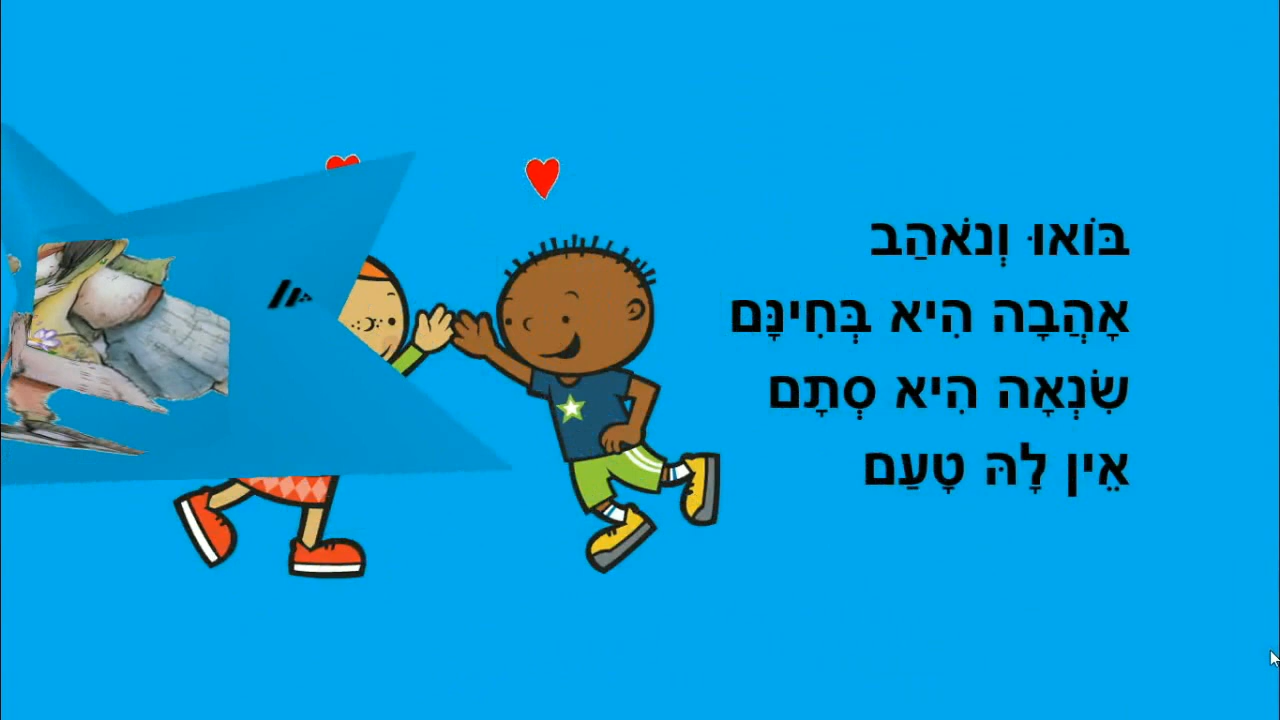 בּוֹאוּ וְנֹאהַב
אָהֲבָה הִיא בְּחִינָּם
שִׂנְאָה הִיא סְתָם
אֵין לָהּ טָעַם